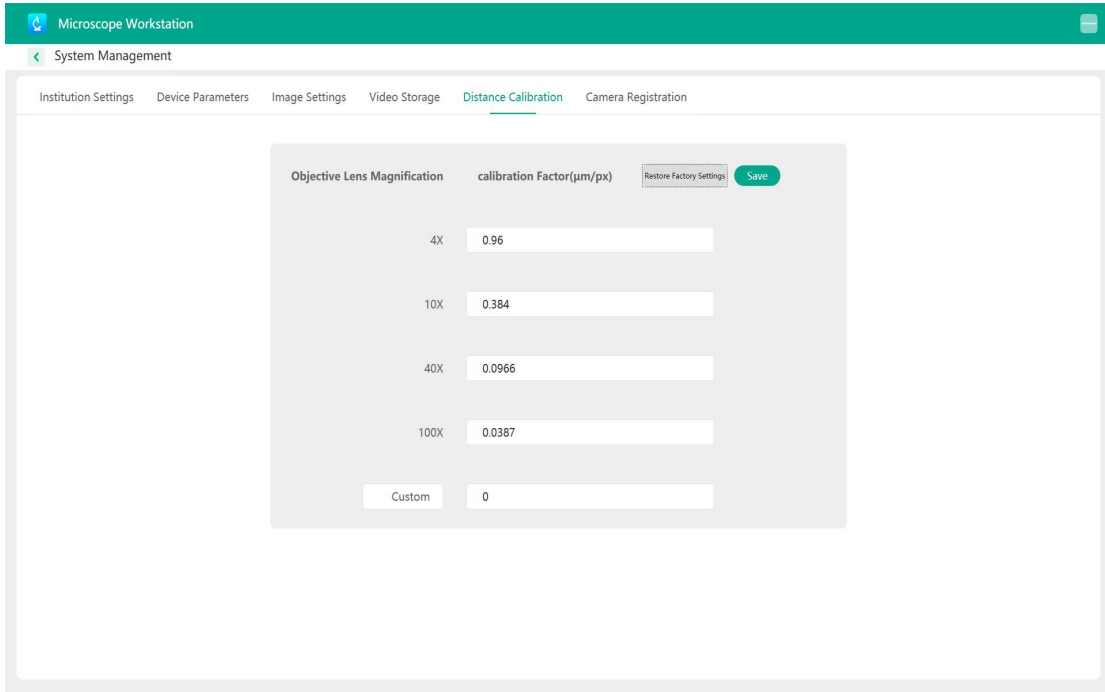 Microscope Workstation
System Management
Institution Settings Device Parameters Image Settings Video Storage Distance Calibration Camera Registration
Objective Lens Magnification calibration Factor(μm/px) Restore Factory Settings Save
4X 0.96
10X 0.384
40X 0.0966
100X 0.0387
Custom 0